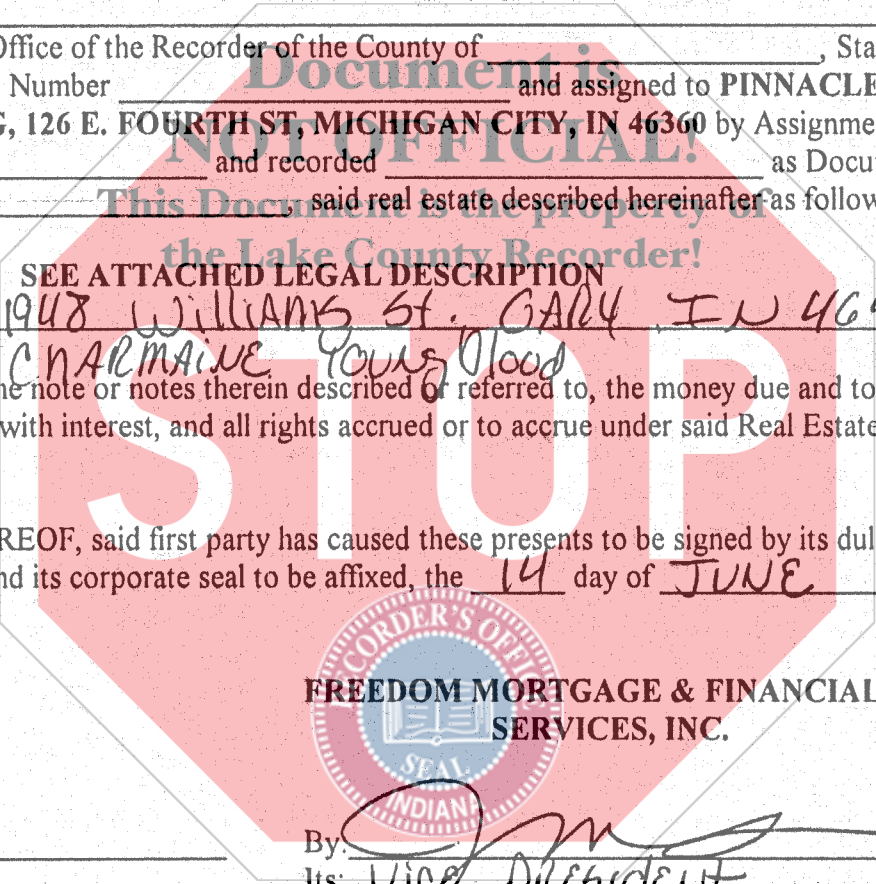 Office of the Recorder of the County of , Sta
Document is
Number and assigned to PINNACLE
, 126 E. FOURTH ST, MICHIGAN CITY, IN 46360 by Assignme
NOT OFFICIAL!
and recorded as Docu
This Document is the property of
, said real estate described hereinafter as follow
the Lake County Recorder!
SEE ATTACHED LEGAL DESCRIPTION
1948 Williams St. GARY IN 464
CHARMAINE Youngblood
he note or notes therein described or referred to, the money due and to
with interest, and all rights accrued or to accrue under said Real Estate
STOP
REOF, said first party has caused these presents to be signed by its dul
nd its corporate seal to be affixed, the 14 day of JUNE
RECORDER'S OFFICE
FREEDOM MORTGAGE & FINANCIAL
SERVICES, INC.
SEAL
INDIANA
By:
Its: Vice President